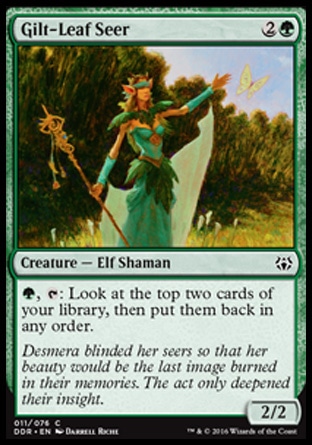 Gilt-Leaf Seer 2
Creature — Elf Shaman
, : Look at the top two cards of
your library, then put them back in
any order.
Desmera blinded her seers so that her
beauty would be the last image burned
in their memories. The act only deepened
their insight.
2/2
011/076 C
DDR • EN DARRELL RICHE
™ & © 2016 Wizards of the Coast